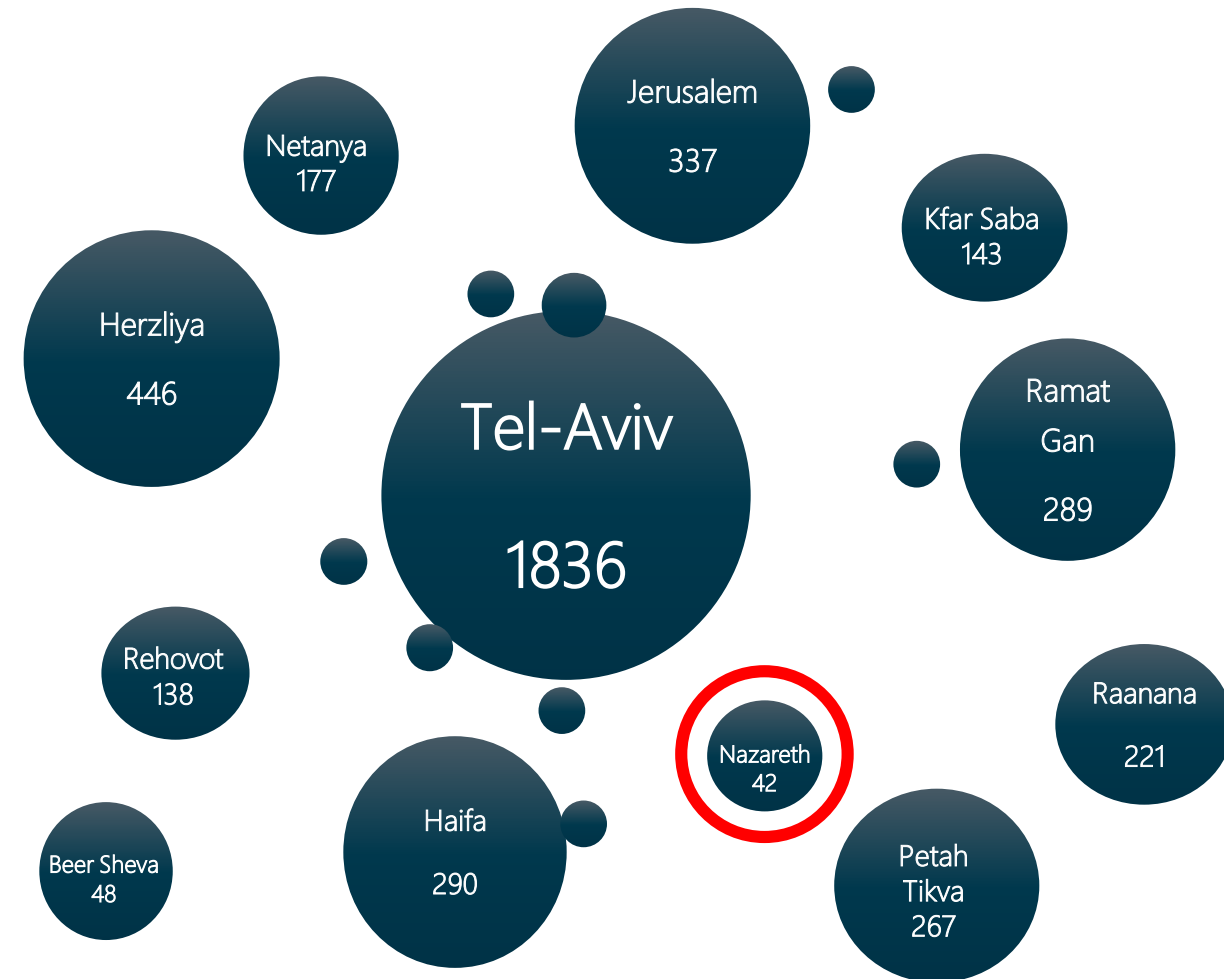 Jerusalem
337
Netanya
177
Kfar Saba
143
Herzliya
446
Ramat
Gan
289
Tel-Aviv
1836
Rehovot
138
Nazareth
42
Raanana
221
Haifa
290
Petah
Tikva
267
Beer Sheva
48